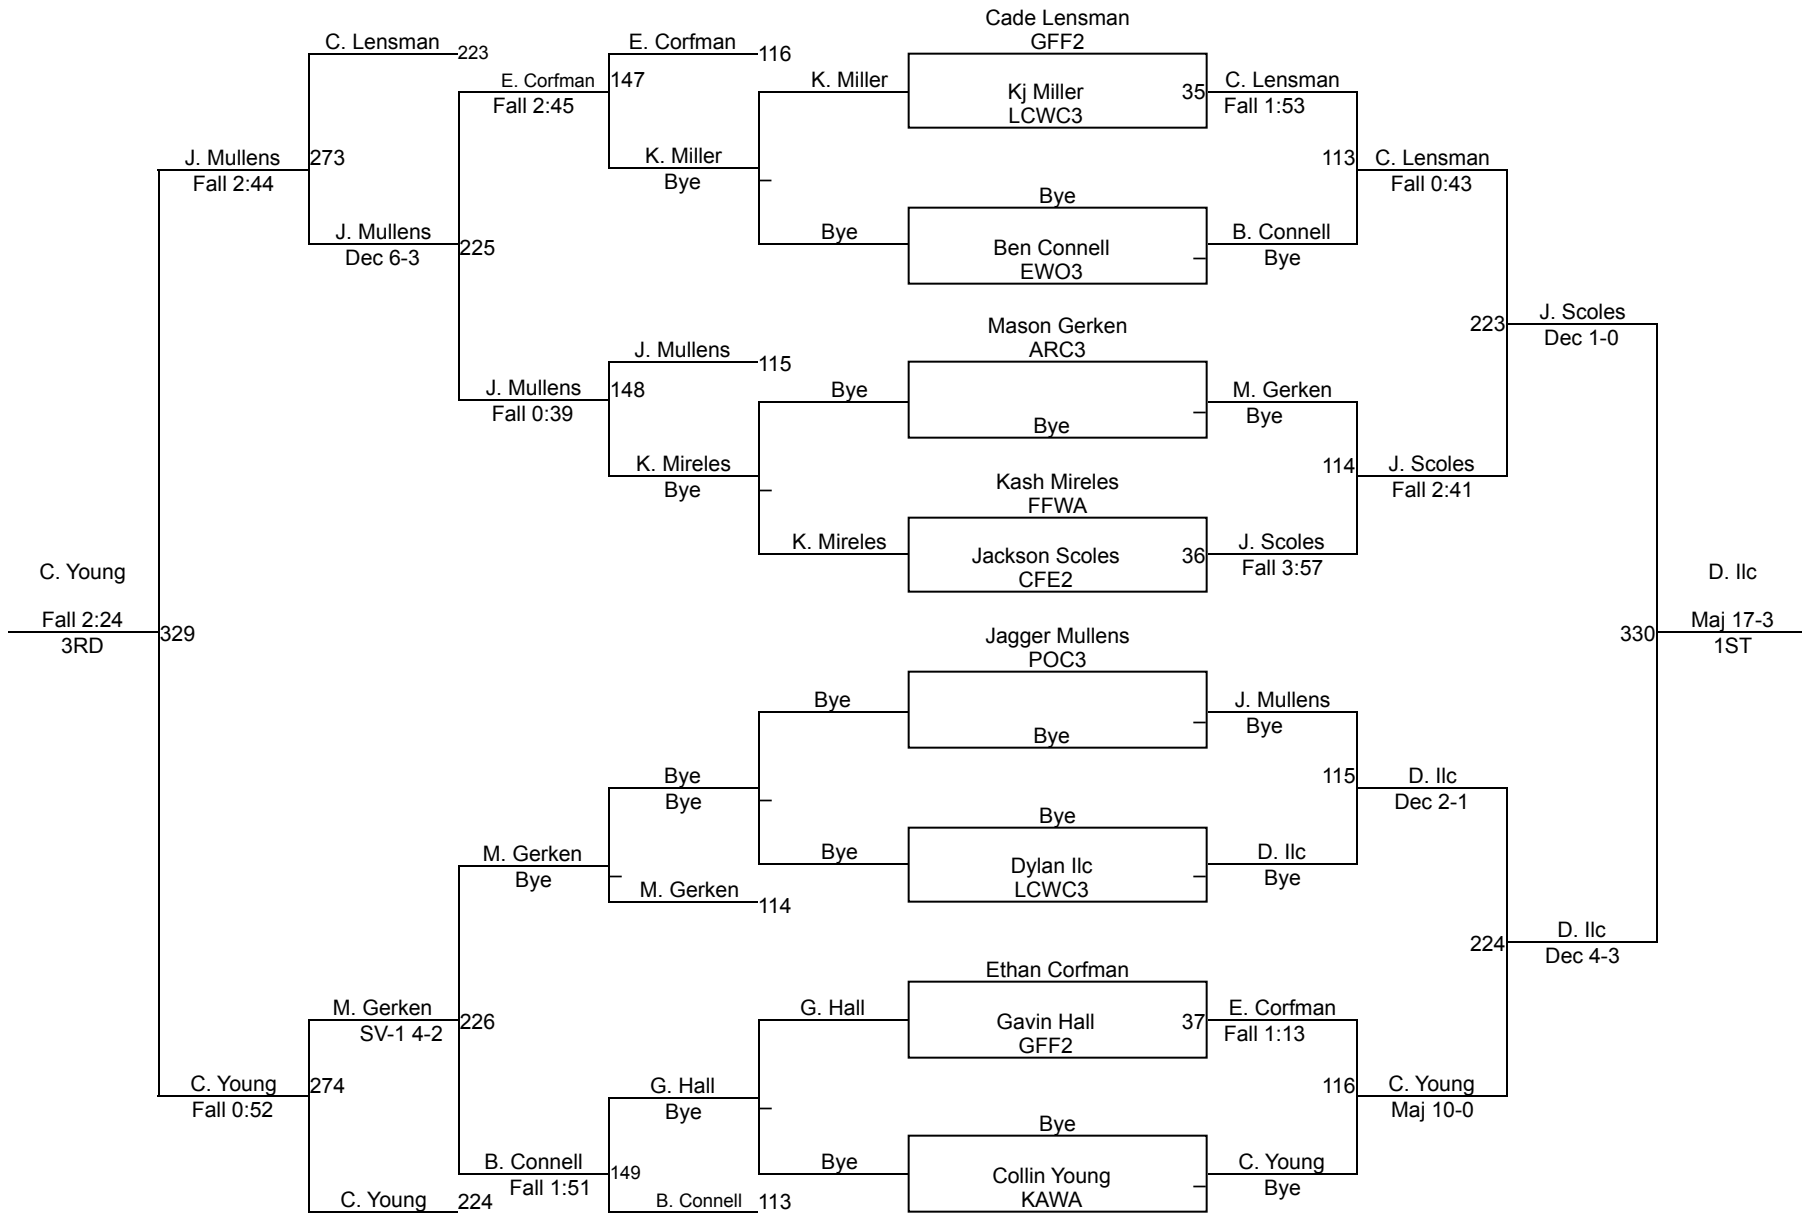 Cade Lensman
GFF2
Kj Miller
LCWC3
35
Bye
Ben Connell
EWO3
Mason Gerken
ARC3
Bye
Kash Mireles
FFWA
Jackson Scoles
CFE2
36
Jagger Mullens
POC3
Bye
Bye
Dylan Ilc
LCWC3
Ethan Corfman
Gavin Hall
GFF2
37
Bye
Collin Young
KAWA
C. Lensman
Fall 1:53
B. Connell
Bye
M. Gerken
Bye
J. Scoles
Fall 3:57
J. Mullens
Bye
D. Ilc
Bye
E. Corfman
Fall 1:13
C. Young
Bye
113
C. Lensman
Fall 0:43
114
J. Scoles
Fall 2:41
115
D. Ilc
Dec 2-1
116
C. Young
Maj 10-0
223
J. Scoles
Dec 1-0
224
D. Ilc
Dec 4-3
330
D. Ilc
Maj 17-3
1ST
K. Miller
Bye
Bye
K. Mireles
Bye
Bye
G. Hall
Bye
E. Corfman
116
K. Miller
Bye
J. Mullens
115
K. Mireles
Bye
Bye
Bye
M. Gerken
114
G. Hall
Bye
B. Connell
113
E. Corfman
Fall 2:45
147
J. Mullens
Fall 0:39
148
M. Gerken
Bye
B. Connell
Fall 1:51
149
C. Lensman
223
J. Mullens
Dec 6-3
225
M. Gerken
SV-1 4-2
226
C. Young
224
J. Mullens
Fall 2:44
273
C. Young
Fall 0:52
274
C. Young
Fall 2:24
3RD
329